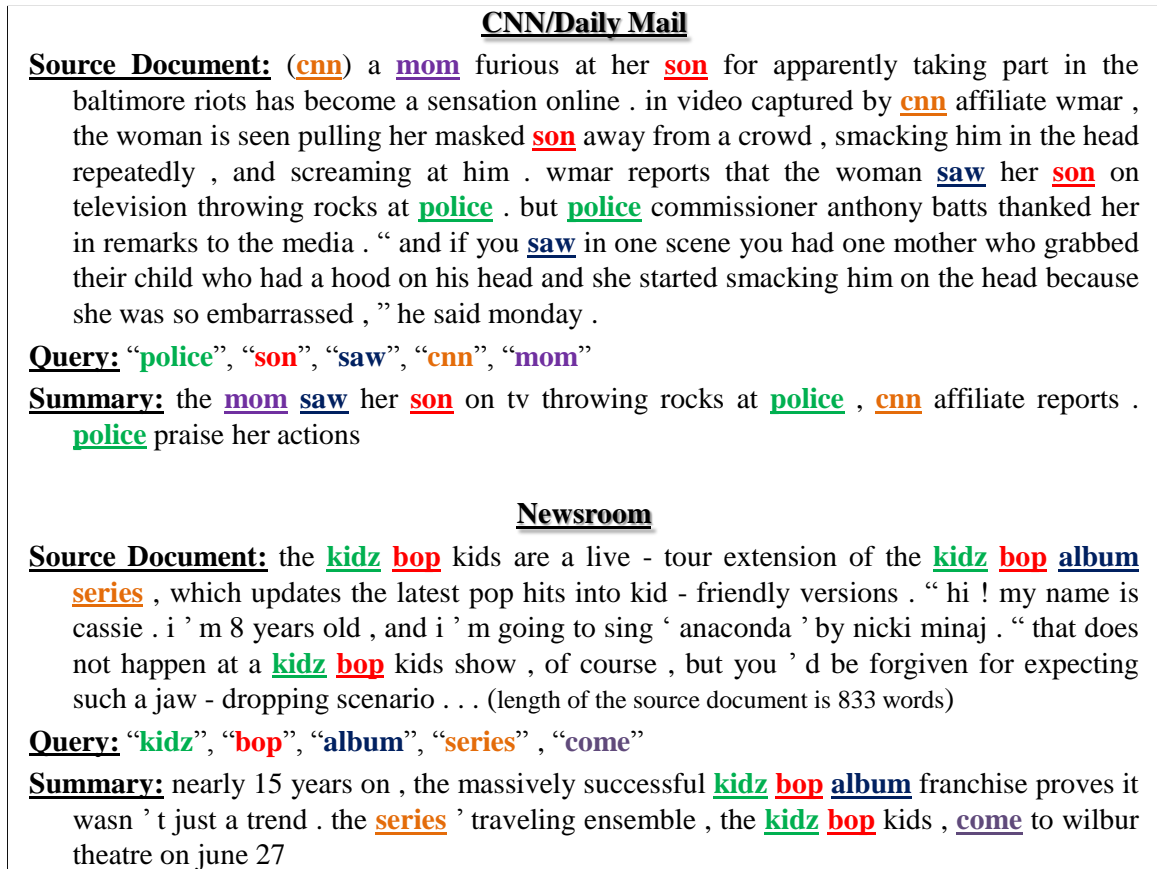 CNN/Daily Mail
Source Document: (cnn) a mom furious at her son for apparently taking part in the
baltimore riots has become a sensation online . in video captured by cnn affiliate wmar ,
the woman is seen pulling her masked son away from a crowd , smacking him in the head
repeatedly , and screaming at him . wmar reports that the woman saw her son on
television throwing rocks at police . but police commissioner anthony batts thanked her
in remarks to the media . “ and if you saw in one scene you had one mother who grabbed
their child who had a hood on his head and she started smacking him on the head because
she was so embarrassed , ” he said monday .
Query: “police”, “son”, “saw”, “cnn”, “mom”
Summary: the mom saw her son on tv throwing rocks at police , cnn affiliate reports .
police praise her actions
Newsroom
Source Document: the kidz bop kids are a live - tour extension of the kidz bop album
series , which updates the latest pop hits into kid - friendly versions . “ hi ! my name is
cassie . i ’ m 8 years old , and i ’ m going to sing ‘ anaconda ’ by nicki minaj . “ that does
not happen at a kidz bop kids show , of course , but you ’ d be forgiven for expecting
such a jaw - dropping scenario . . . (length of the source document is 833 words)
Query: “kidz”, “bop”, “album”, “series” , “come”
Summary: nearly 15 years on , the massively successful kidz bop album franchise proves it
wasn ’ t just a trend . the series ’ traveling ensemble , the kidz bop kids , come to wilbur
theatre on june 27